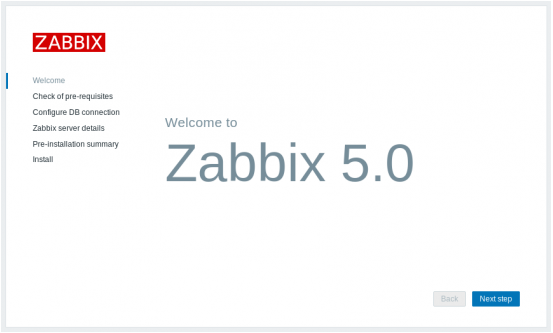 ZABBIX
Welcome
Check of pre-requisites
Configure DB connection
Zabbix server details
Pre-installation summary
Install
Welcome to
Zabbix 5.0
Back
Next step